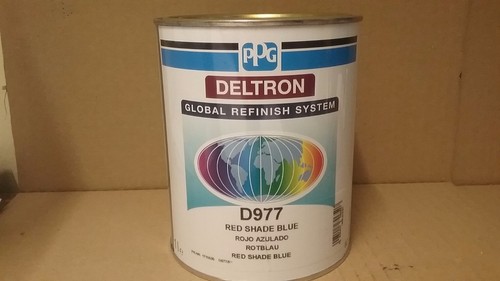 PPG
DELTRON
GLOBAL REFINISH SYSTEM
D977
RED SHADE BLUE
ROJO AZULADO
ROTBLAU
RED SHADE BLUE